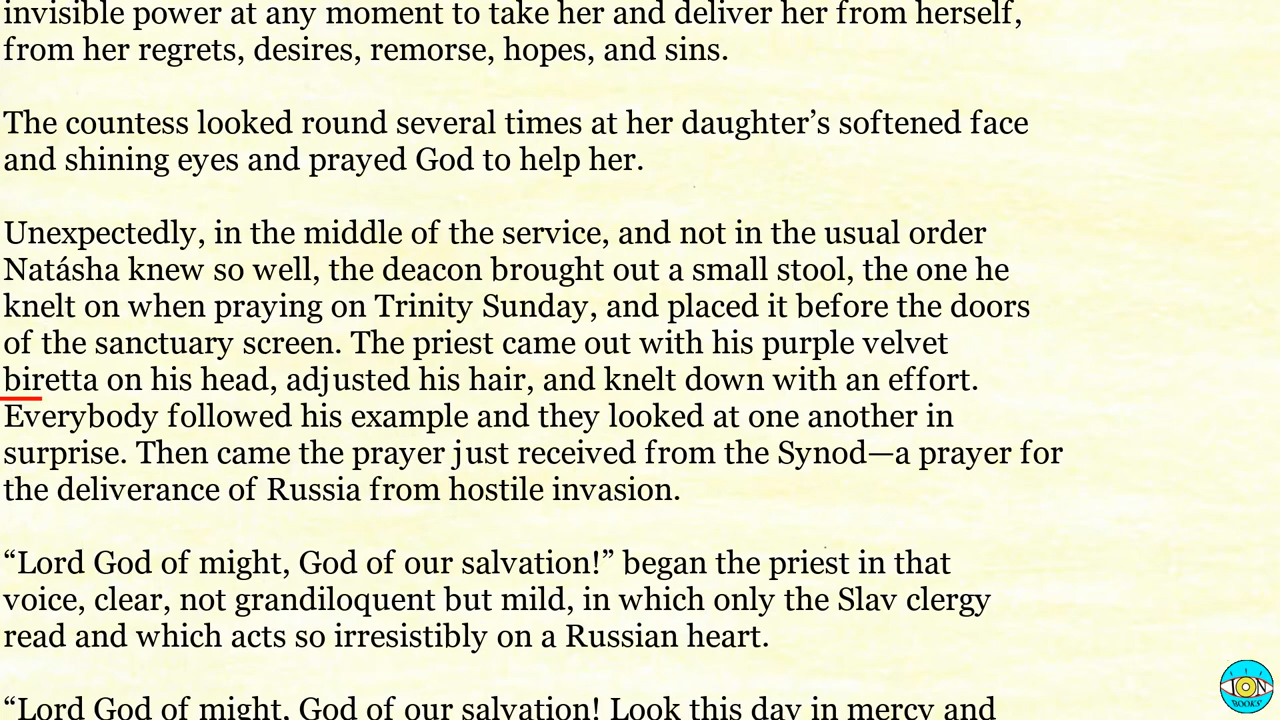 invisible power at any moment to take her and deliver her from herself,
from her regrets, desires, remorse, hopes, and sins.
The countess looked round several times at her daughter’s softened face
and shining eyes and prayed God to help her.
Unexpectedly, in the middle of the service, and not in the usual order
Natásha knew so well, the deacon brought out a small stool, the one he
knelt on when praying on Trinity Sunday, and placed it before the doors
of the sanctuary screen. The priest came out with his purple velvet
biretta on his head, adjusted his hair, and knelt down with an effort.
Everybody followed his example and they looked at one another in
surprise. Then came the prayer just received from the Synod—a prayer for
the deliverance of Russia from hostile invasion.
“Lord God of might, God of our salvation!” began the priest in that
voice, clear, not grandiloquent but mild, in which only the Slav clergy
read and which acts so irresistibly on a Russian heart.
“Lord God of might, God of our salvation! Look this day in mercy and
ION
BOOKS